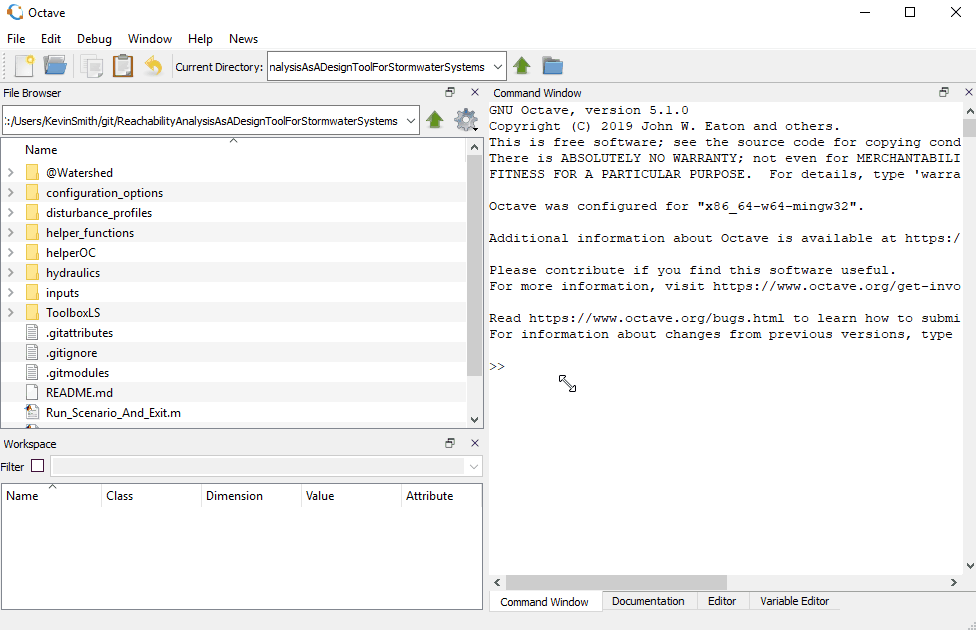 Octave
File Edit Debug Window Help News
Current Directory: nalysisAsADesignToolForStormwaterSystems
File Browser
:/Users/KevinSmith/git/ReachabilityAnalysisAsADesignToolForStormwaterSystems
Name
@Watershed
configuration_options
disturbance_profiles
helper_functions
helperOC
hydraulics
inputs
ToolboxLS
.gitattributes
.gitignore
.gitmodules
README.md
Run_Scenario_And_Exit.m
Workspace
Filter
Name Class Dimension Value Attribute
Command Window
GNU Octave, version 5.1.0
Copyright (C) 2019 John W. Eaton and others.
This is free software; see the source code for copying cond
There is ABSOLUTELY NO WARRANTY; not even for MERCHANTABILI
FITNESS FOR A PARTICULAR PURPOSE.  For details, type 'warra
Octave was configured for "x86_64-w64-mingw32".
Additional information about Octave is available at https:/
Please contribute if you find this software useful.
For more information, visit https://www.octave.org/get-invo
Read https://www.octave.org/bugs.html to learn how to submi
For information about changes from previous versions, type
>>
Command Window Documentation Editor Variable Editor